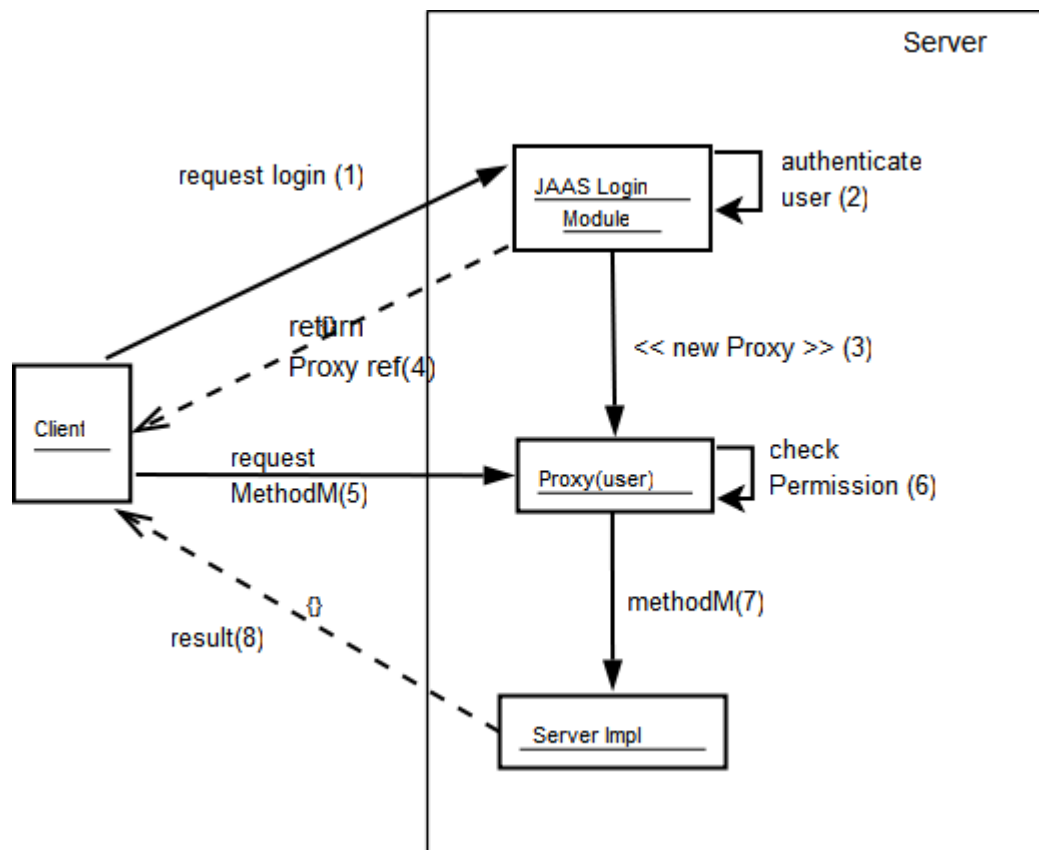 Server
request login (1)
JAAS Login
Module
authenticate
user (2)
return
{}
Proxy ref(4)
<< new Proxy >> (3)
Client
request
MethodM(5)
Proxy(user)
check
Permission (6)
{}
result(8)
methodM(7)
Server Impl